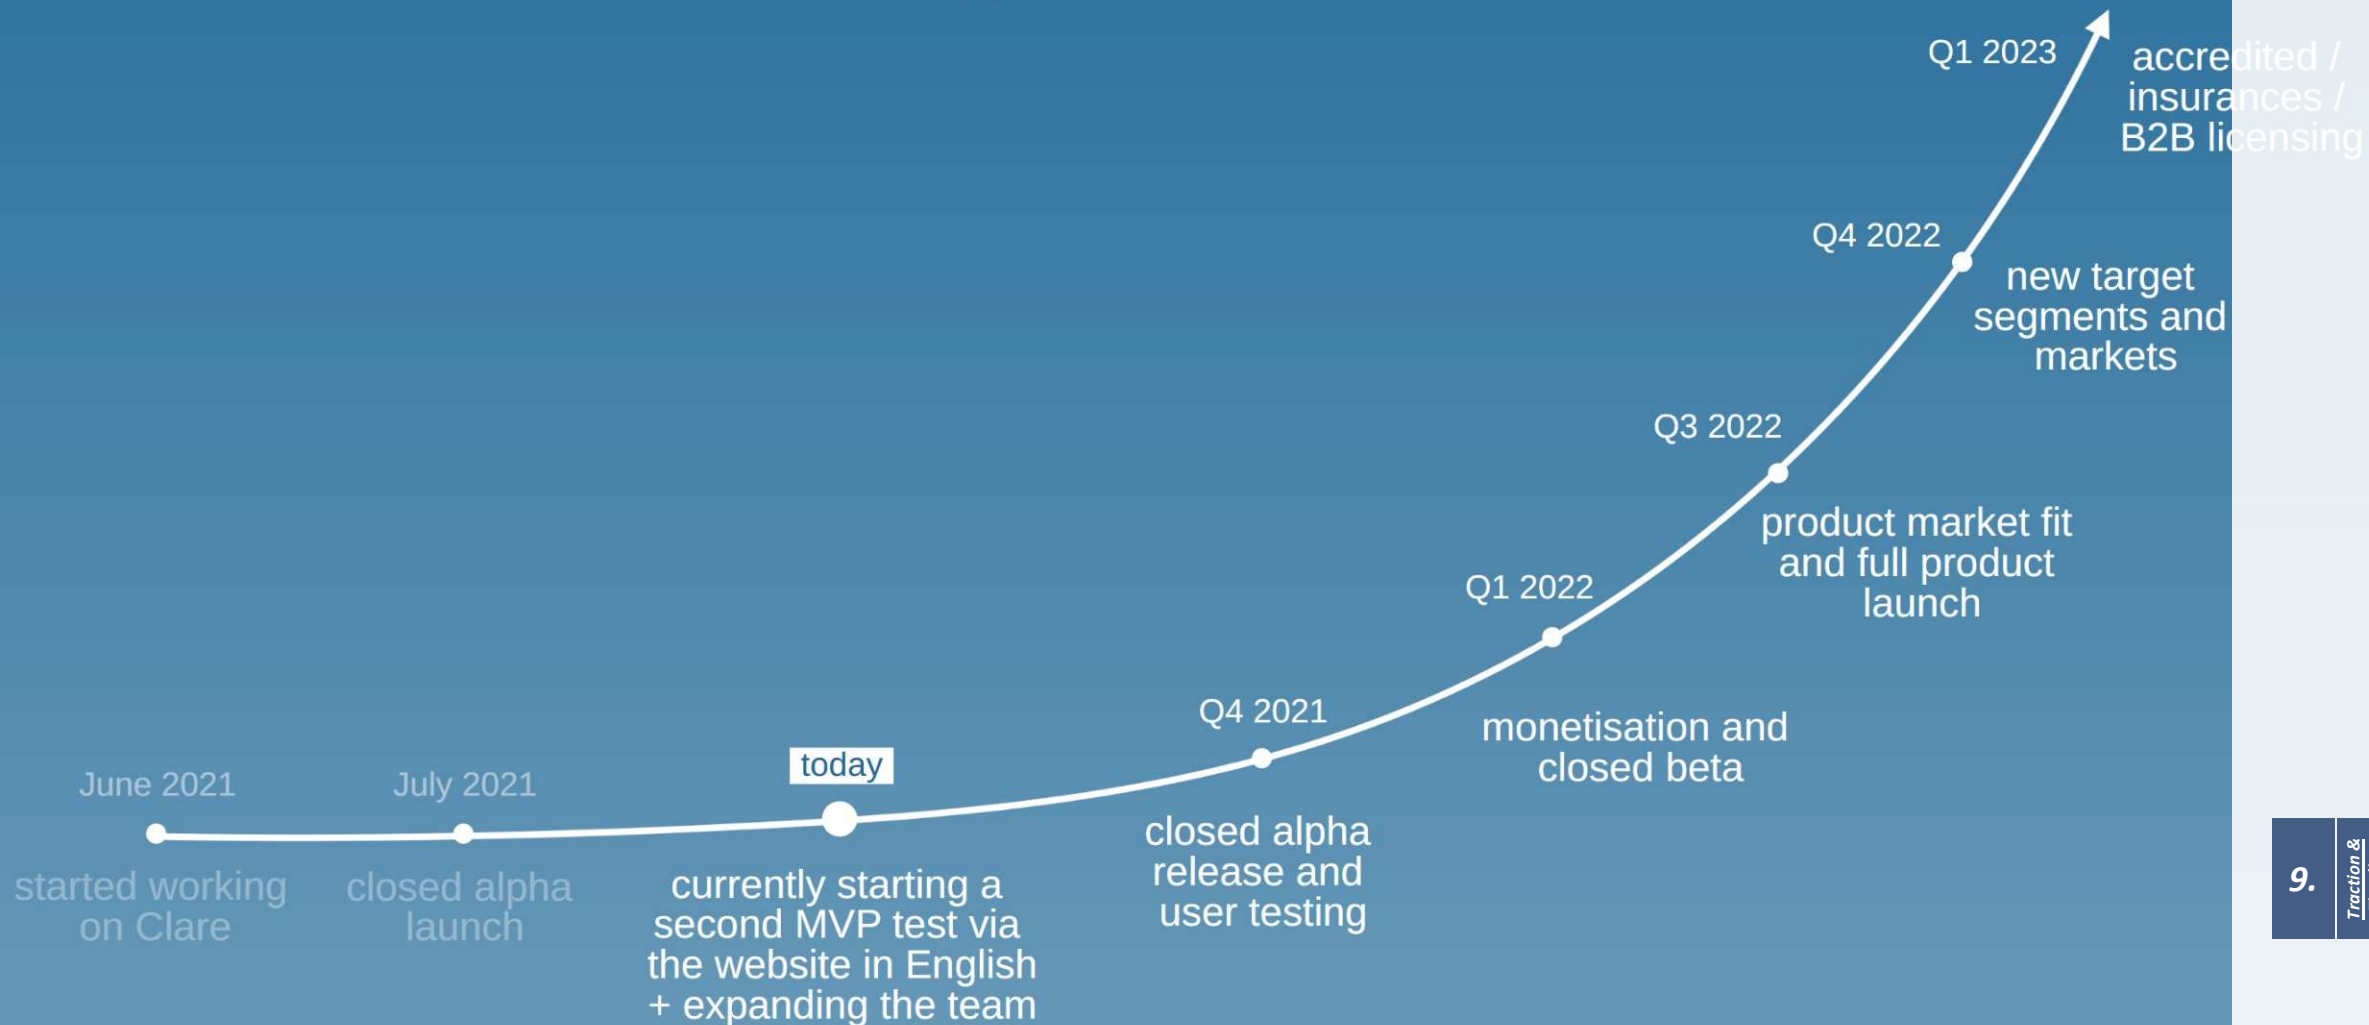 Q1 2023
accredited /
insurances /
B2B licensing
Q4 2022
new target
segments and
markets
Q3 2022
product market fit
and full product
launch
Q1 2022
monetisation and
closed beta
Q4 2021
closed alpha
release and
user testing
today
currently starting a
second MVP test via
the website in English
+ expanding the team
July 2021
closed alpha
launch
June 2021
started working
on Clare
9.
Traction &